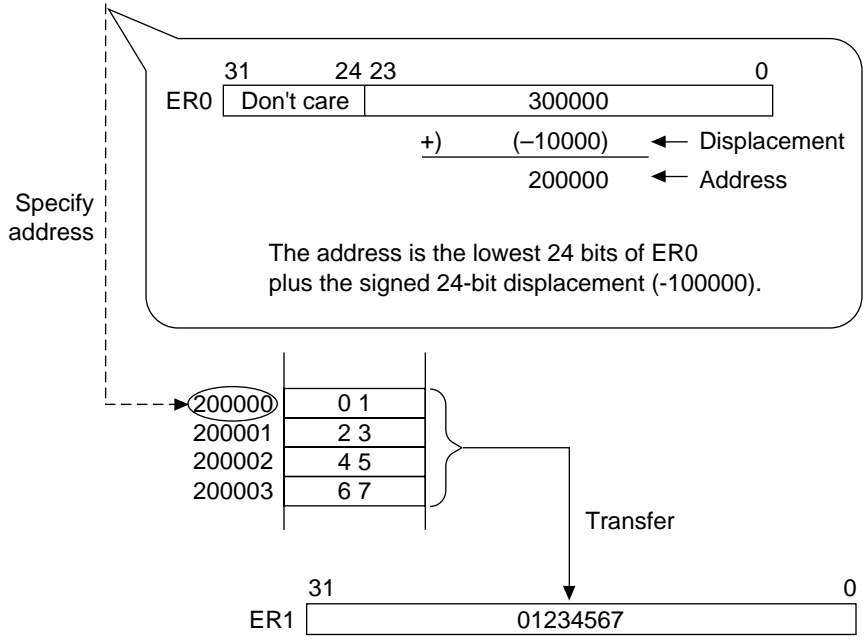 31 24 23 0
ER0 Don't care 300000
+) (–10000) Displacement
200000 Address
Specify
address
The address is the lowest 24 bits of ER0
plus the signed 24-bit displacement (-100000).
200000 0 1
200001 2 3
200002 4 5
200003 6 7
Transfer
31 0
ER1 01234567